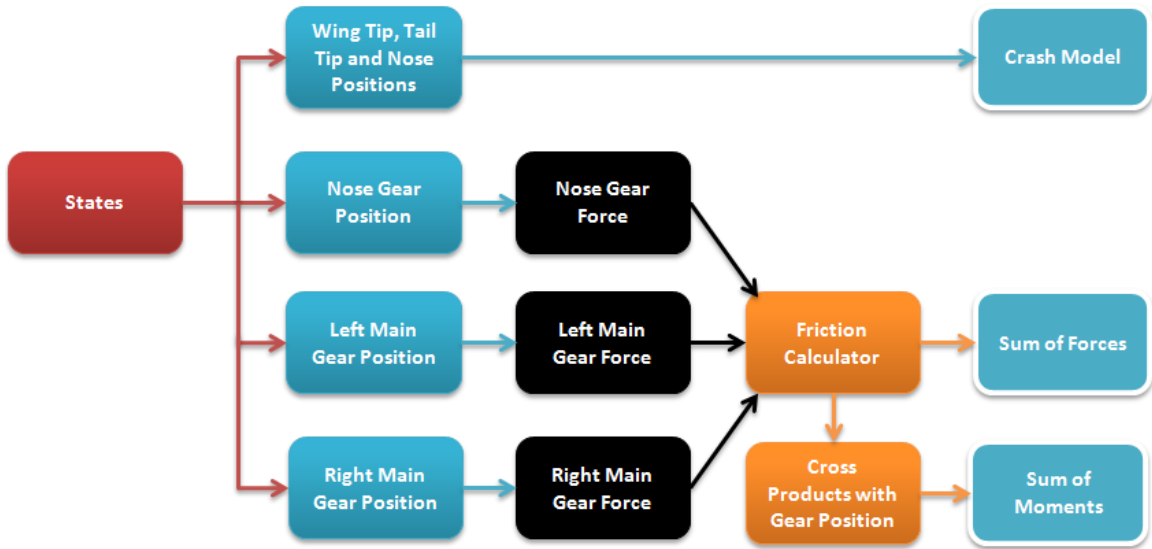 Wing Tip, Tail
Tip and Nose
Positions
Crash Model
States
Nose Gear
Position
Nose Gear
Force
Left Main
Gear Position
Left Main
Gear Force
Friction
Calculator
Sum of Forces
Right Main
Gear Position
Right Main
Gear Force
Cross
Products with
Gear Position
Sum of
Moments